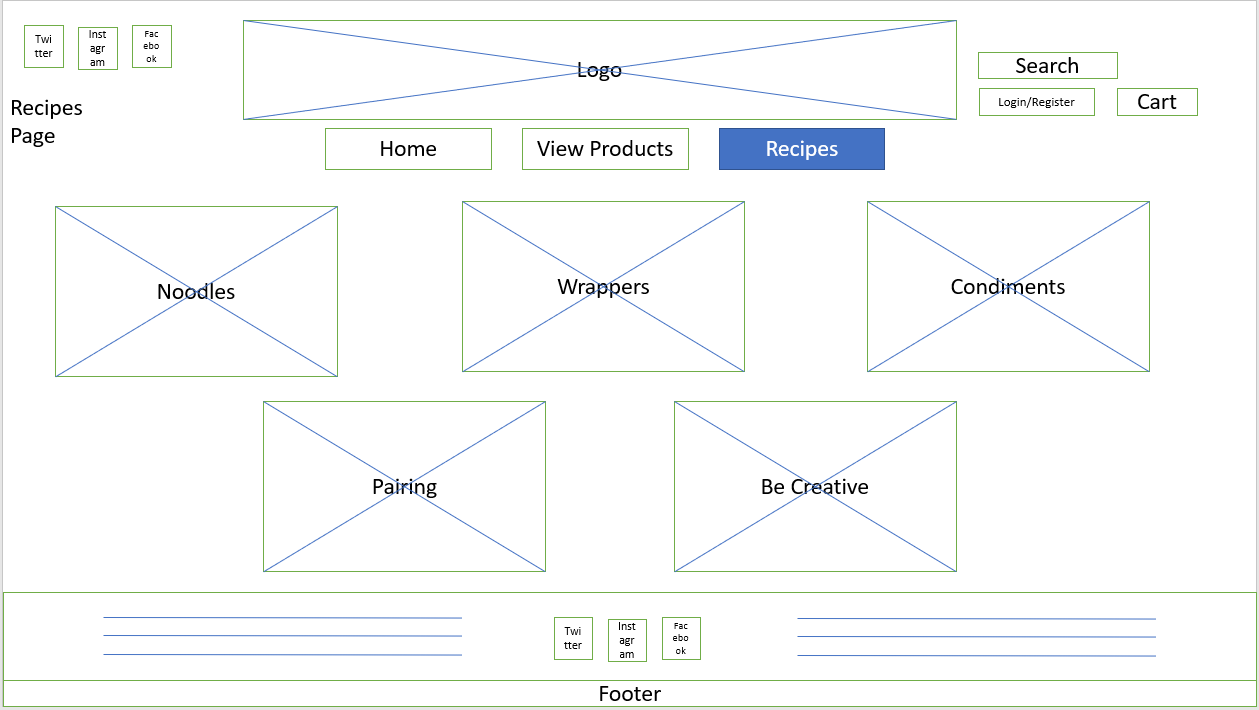 Twi
tter
Inst
agr
am
Fac
ebo
ok
Logo
Search
Login/Register
Cart
Recipes
Page
Home
View Products
Recipes
Noodles
Wrappers
Condiments
Pairing
Be Creative
Twi
tter
Inst
agr
am
Fac
ebo
ok
Footer